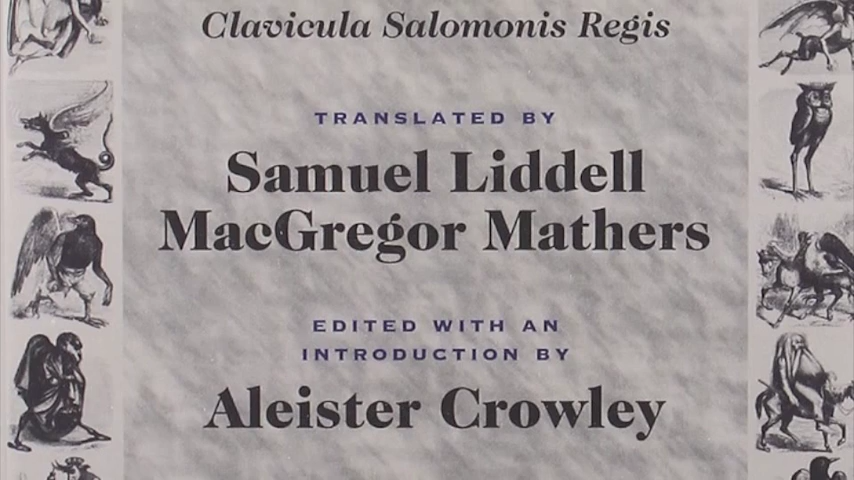 Clavicula Salomonis Regis
TRANSLATED BY
Samuel Liddell
MacGregor Mathers
EDITED WITH AN
INTRODUCTION BY
Aleister Crowley